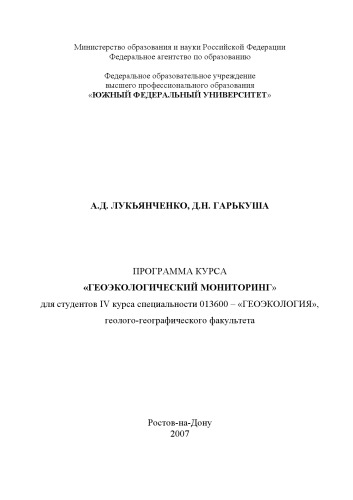 Министерство образования и науки Российской Федерации
Федеральное агентство по образованию
Федеральное образовательное учреждение
высшего профессионального образования
«ЮЖНЫЙ ФЕДЕРАЛЬНЫЙ УНИВЕРСИТЕТ»
А.Д. ЛУКЬЯНЧЕНКО, Д.Н. ГАРЬКУША
ПРОГРАММА КУРСА
«ГЕОЭКОЛОГИЧЕСКИЙ МОНИТОРИНГ»
для студентов IV курса специальности 013600 – «ГЕОЭКОЛОГИЯ»,
геолого-географического факультета
Ростов-на-Дону
2007